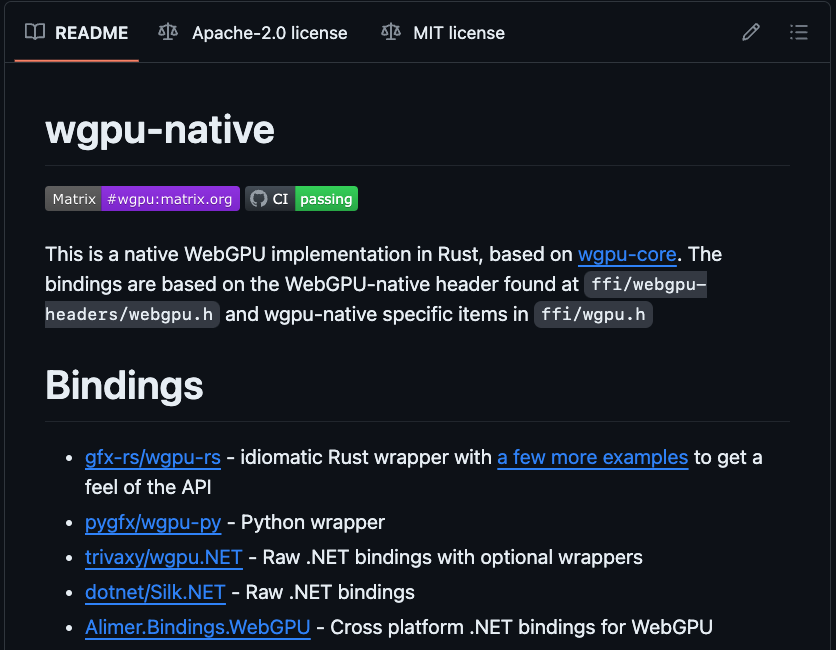 README Apache-2.0 license MIT license
wgpu-native
Matrix #wgpu:matrix.org CI passing
This is a native WebGPU implementation in Rust, based on wgpu-core. The
bindings are based on the WebGPU-native header found at ffi/webgpu-
headers/webgpu.h and wgpu-native specific items in ffi/wgpu.h
Bindings
• gfx-rs/wgpu-rs - idiomatic Rust wrapper with a few more examples to get a
feel of the API
• pygfx/wgpu-py - Python wrapper
• trivaxy/wgpu.NET - Raw .NET bindings with optional wrappers
• dotnet/Silk.NET - Raw .NET bindings
• Alimer.Bindings.WebGPU - Cross platform .NET bindings for WebGPU